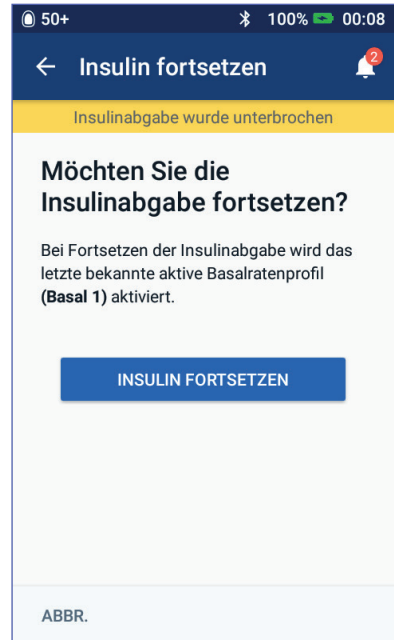 50+ 100% 00:08
Insulin fortsetzen 2
Insulinabgabe wurde unterbrochen
Möchten Sie die
Insulinabgabe fortsetzen?
Bei Fortsetzen der Insulinabgabe wird das
letzte bekannte aktive Basalratenprofil
(Basal 1) aktiviert.
INSULIN FORTSETZEN
ABBR.